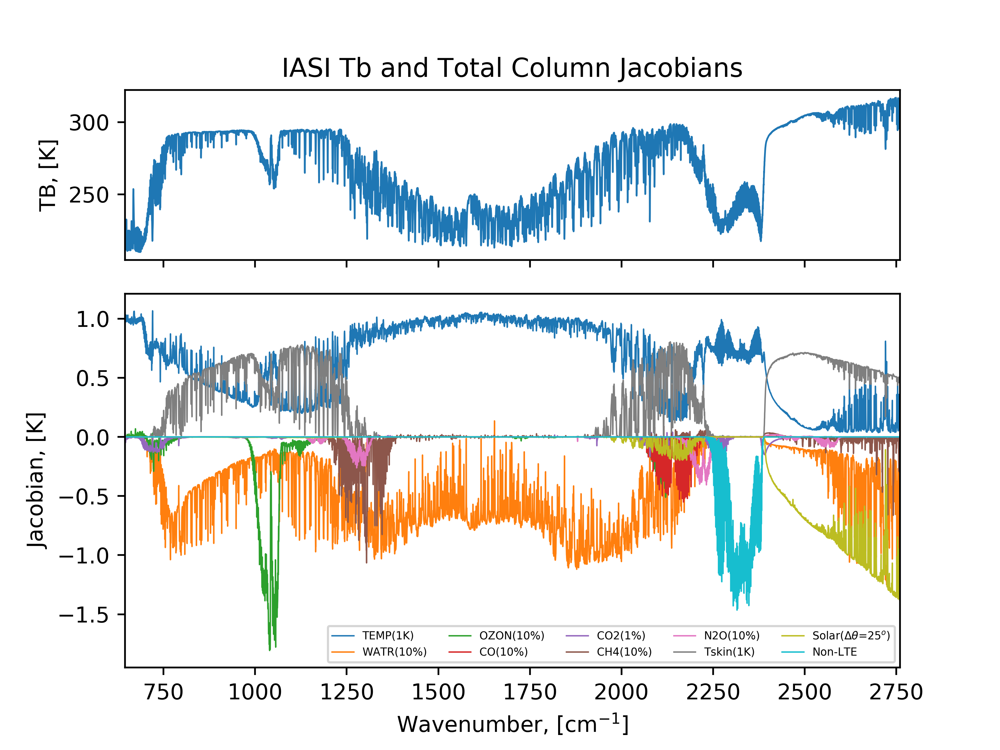 IASI Tb and Total Column Jacobians
TB, [K]
300
250
Jacobian, [K]
1.0
0.5
0.0
−0.5
−1.0
−1.5
TEMP(1K) OZON(10%) CO2(1%) N2O(10%) Solar(Δθ=25°)
WATR(10%) CO(10%) CH4(10%) Tskin(1K) Non-LTE
750 1000 1250 1500 1750 2000 2250 2500 2750
Wavenumber, [cm⁻¹]